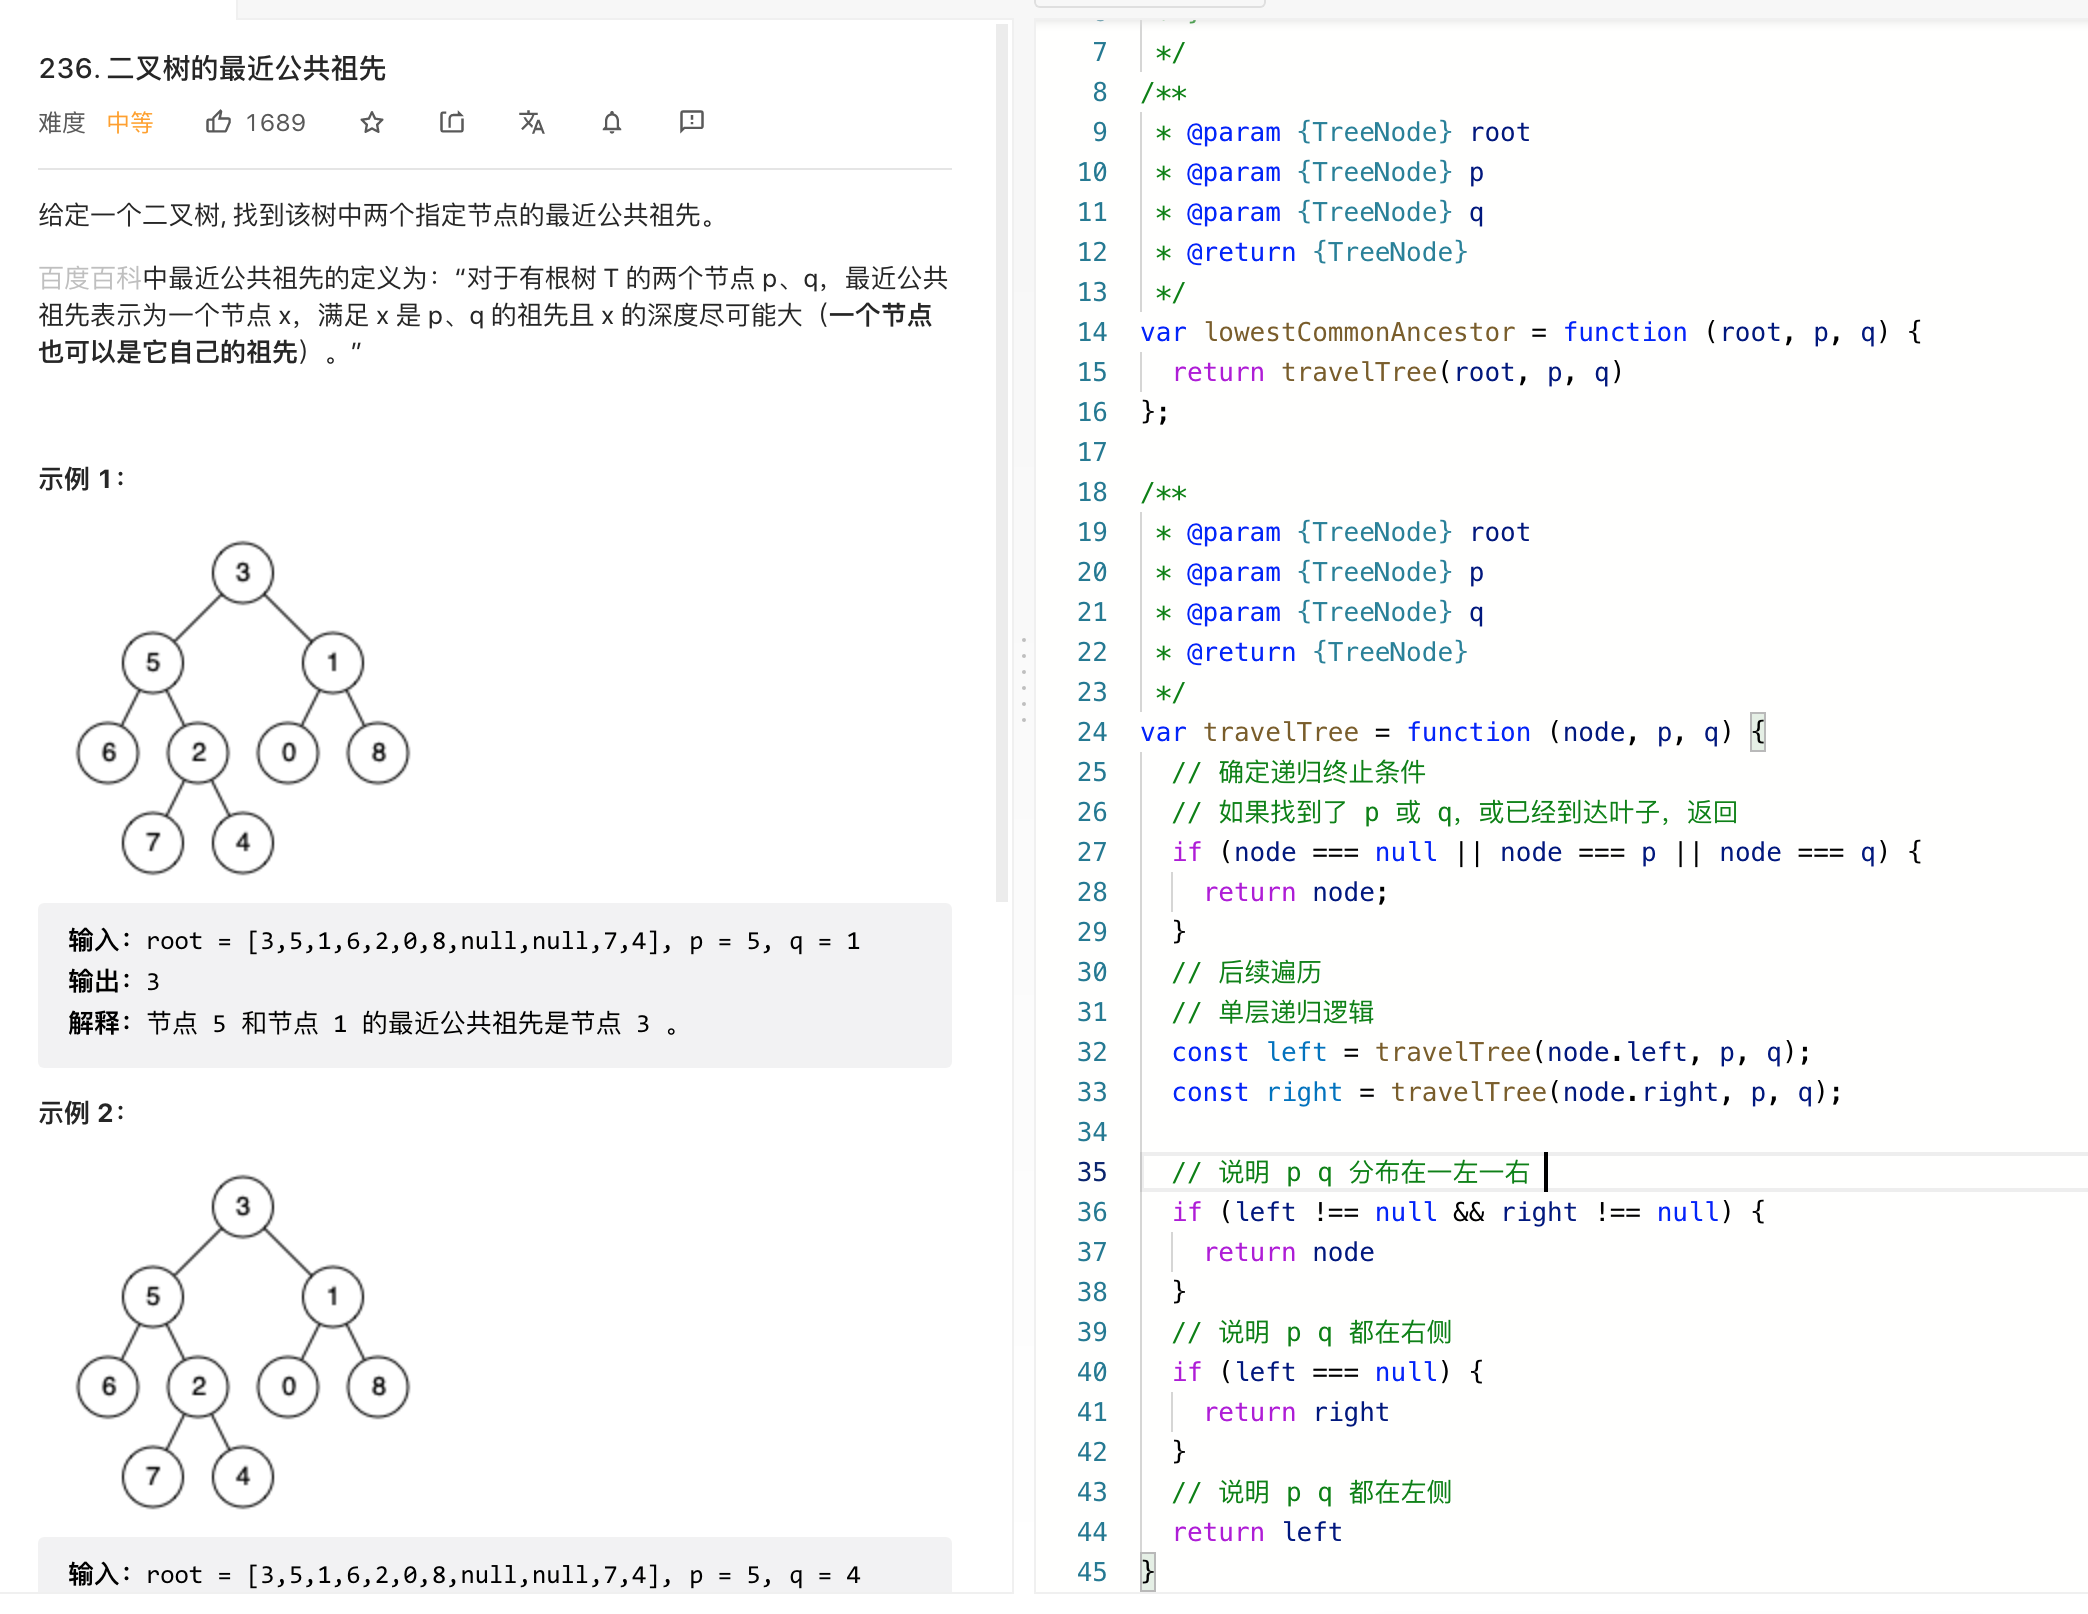 236. 二叉树的最近公共祖先
难度 中等 1689
给定一个二叉树, 找到该树中两个指定节点的最近公共祖先。
百度百科中最近公共祖先的定义为：“对于有根树 T 的两个节点 p、q，最近公共
祖先表示为一个节点 x，满足 x 是 p、q 的祖先且 x 的深度尽可能大（一个节点
也可以是它自己的祖先）。”
示例 1：
3
5 1
6 2 0 8
7 4
输入：root = [3,5,1,6,2,0,8,null,null,7,4], p = 5, q = 1
输出：3
解释：节点 5 和节点 1 的最近公共祖先是节点 3 。
示例 2：
3
5 1
6 2 0 8
7 4
输入：root = [3,5,1,6,2,0,8,null,null,7,4], p = 5, q = 4
7 */
8 /**
9 * @param {TreeNode} root
10 * @param {TreeNode} p
11 * @param {TreeNode} q
12 * @return {TreeNode}
13 */
14 var lowestCommonAncestor = function (root, p, q) {
15 return travelTree(root, p, q)
16 };
17
18 /**
19 * @param {TreeNode} root
20 * @param {TreeNode} p
21 * @param {TreeNode} q
22 * @return {TreeNode}
23 */
24 var travelTree = function (node, p, q) {
25 // 确定递归终止条件
26 // 如果找到了 p 或 q，或已经到达叶子，返回
27 if (node === null || node === p || node === q) {
28 return node;
29 }
30 // 后续遍历
31 // 单层递归逻辑
32 const left = travelTree(node.left, p, q);
33 const right = travelTree(node.right, p, q);
34
35 // 说明 p q 分布在一左一右
36 if (left !== null && right !== null) {
37 return node
38 }
39 // 说明 p q 都在右侧
40 if (left === null) {
41 return right
42 }
43 // 说明 p q 都在左侧
44 return left
45 }